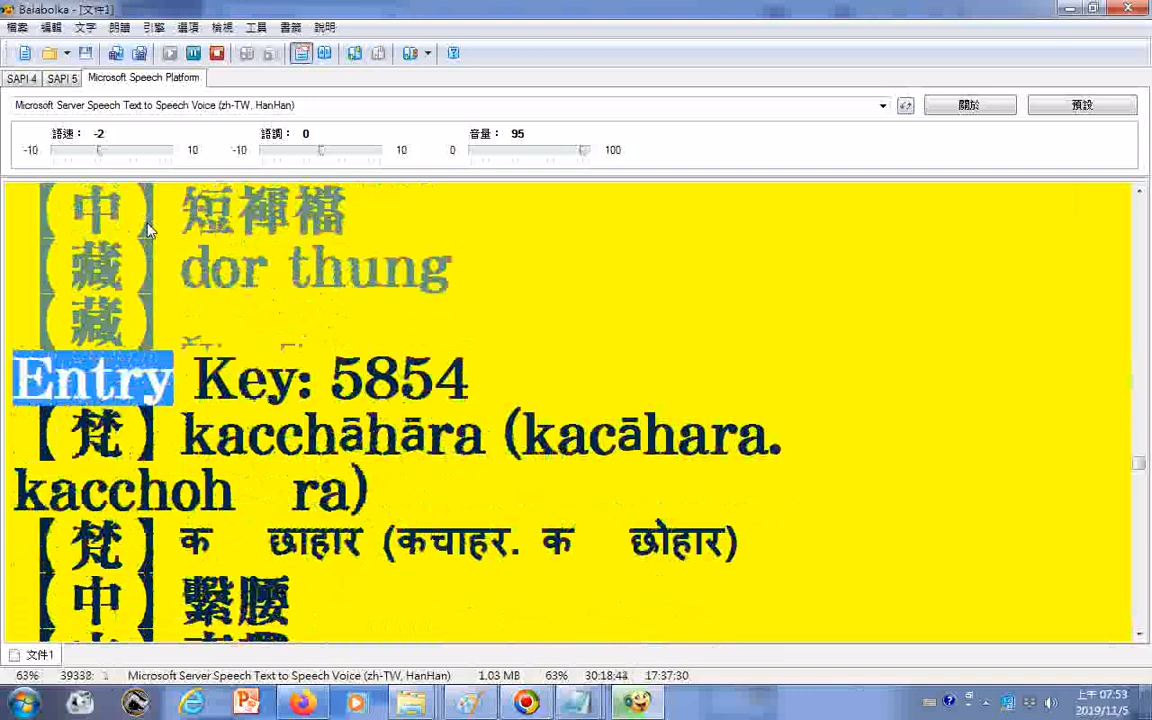 Balabolka - [文件1]
檔案 編輯 文字 朗讀 引擎 選項 檢視 工具 書籤 說明
SAPI 4 SAPI 5 Microsoft Speech Platform
Microsoft Server Speech Text to Speech Voice (zh-TW, HanHan) 關於 預設
語速： -2 語調： 0 音量： 95
-10 10 -10 10 0 100
【中】 短褌襠
【藏】 dor thung
【藏】
Entry Key: 5854
【梵】 kacchāhāra (kacāhara.
kacchoh ra)
【梵】 क छाहार (कचाहर. क छोहार)
【中】 繫腰
文件1
63% 39338: 1 Microsoft Server Speech Text to Speech Voice (zh-TW, HanHan) 1.03 MB 63% 30:18:43 17:37:30
上午 07:53
2019/11/5